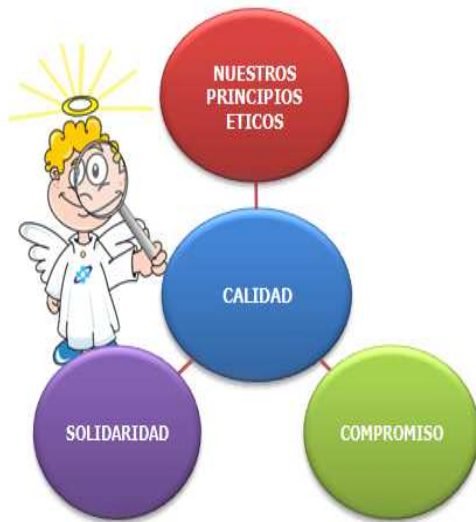 NUESTROS
PRINCIPIOS
ETICOS
CALIDAD
SOLIDARIDAD
COMPROMISO